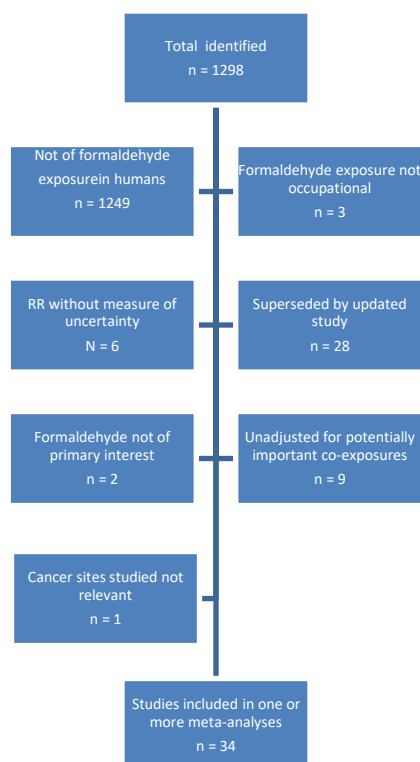 Total identified
n = 1298
Not of formaldehyde
exposurein humans
n = 1249
Formaldehyde exposure not
occupational
n = 3
RR without measure of
uncertainty
N = 6
Superseded by updated
study
n = 28
Formaldehyde not of
primary interest
n = 2
Unadjusted for potentially
important co-exposures
n = 9
Cancer sites studied not
relevant
n = 1
Studies included in one or
more meta-analyses
n = 34